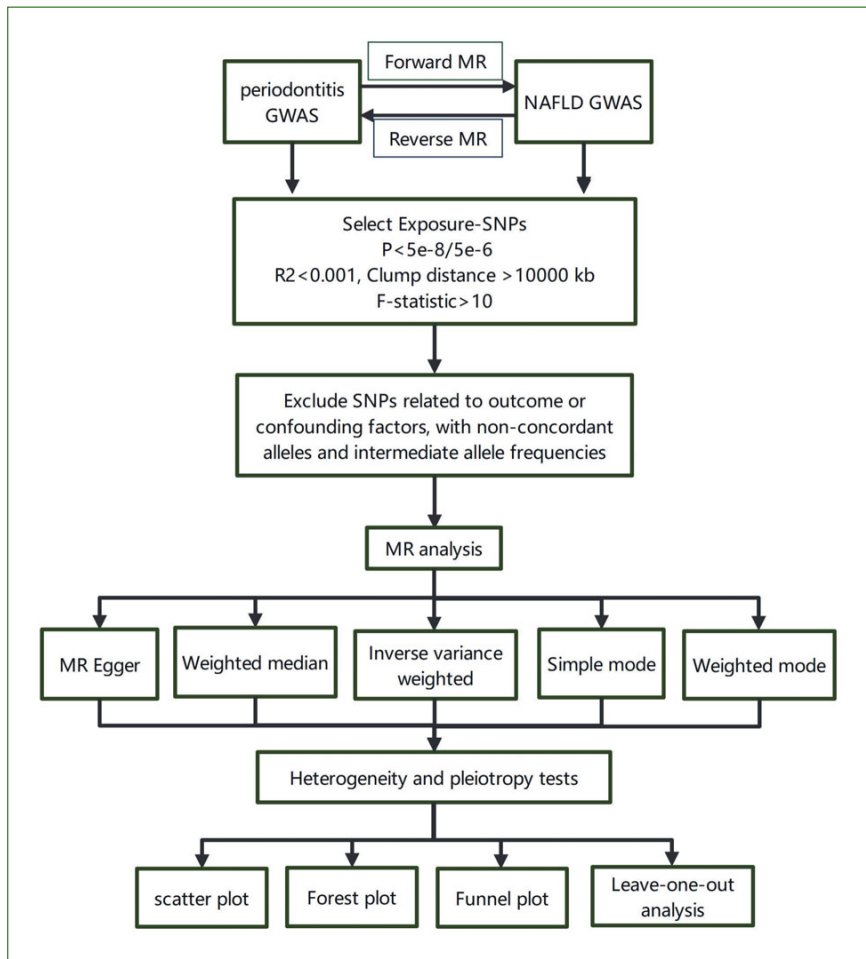 Forward MR
periodontitis
GWAS
NAFLD GWAS
Reverse MR
Select Exposure-SNPs
P<5e-8/5e-6
R2<0.001, Clump distance >10000 kb
F-statistic>10
Exclude SNPs related to outcome or
confounding factors, with non-concordant
alleles and intermediate allele frequencies
MR analysis
MR Egger
Weighted median
Inverse variance
weighted
Simple mode
Weighted mode
Heterogeneity and pleiotropy tests
scatter plot
Forest plot
Funnel plot
Leave-one-out
analysis